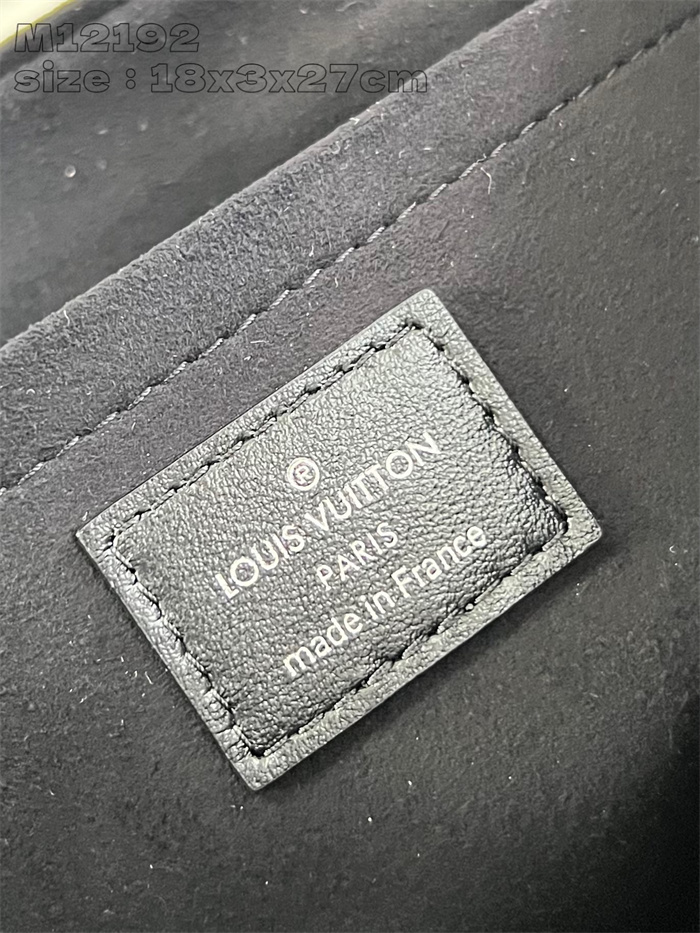 M12192
size : 18x3x27cm
®
LOUIS VUITTON
PARIS
made in France